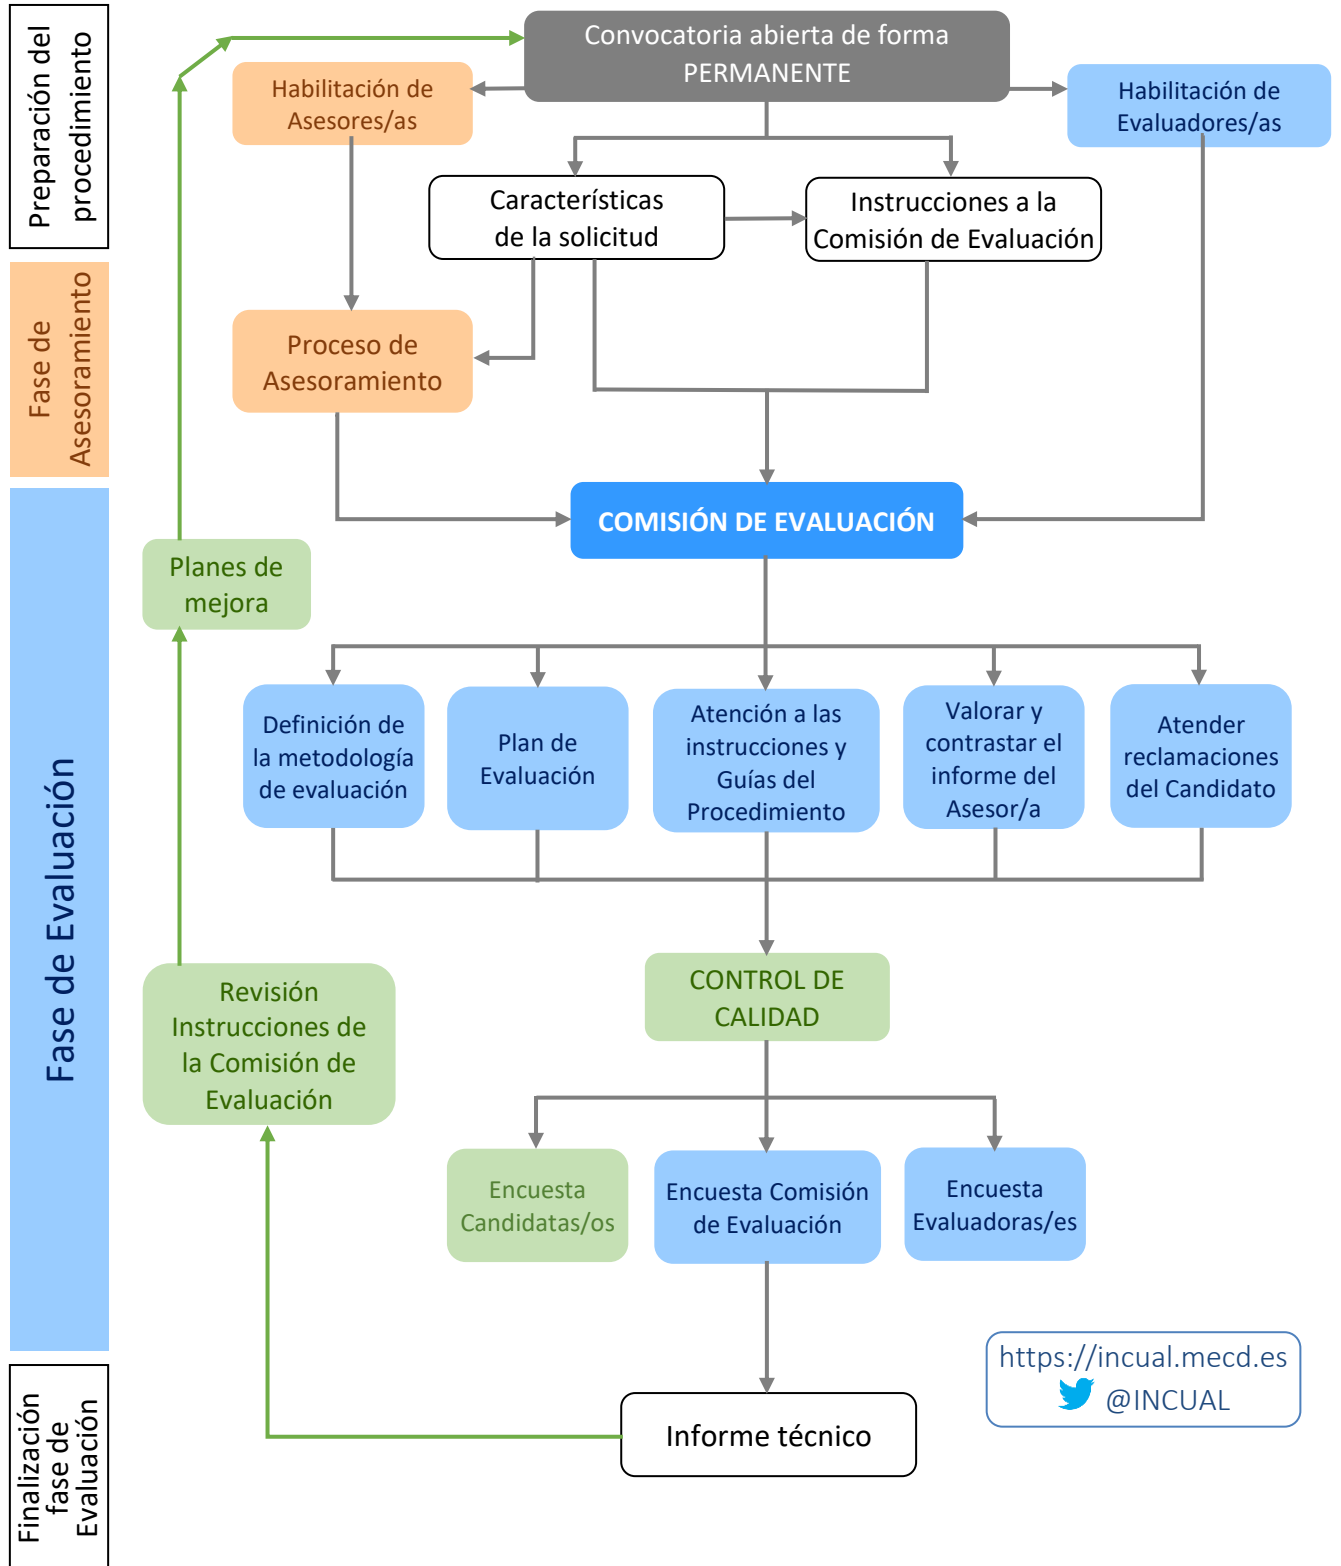 Preparación del
procedimiento
Convocatoria abierta de forma
PERMANENTE
Habilitación de
Asesores/as
Habilitación de
Evaluadores/as
Características
de la solicitud
Instrucciones a la
Comisión de Evaluación
Fase de
Asesoramiento
Proceso de
Asesoramiento
Fase de Evaluación
COMISIÓN DE EVALUACIÓN
Planes de
mejora
Definición de
la metodología
de evaluación
Plan de
Evaluación
Atención a las
instrucciones y
Guías del
Procedimiento
Valorar y
contrastar el
informe del
Asesor/a
Atender
reclamaciones
del Candidato
CONTROL DE
CALIDAD
Revisión
Instrucciones de
la Comisión de
Evaluación
Encuesta
Candidatas/os
Encuesta Comisión
de Evaluación
Encuesta
Evaluadoras/es
https://incual.mecd.es
@INCUAL
Finalización
fase de
Evaluación
Informe técnico